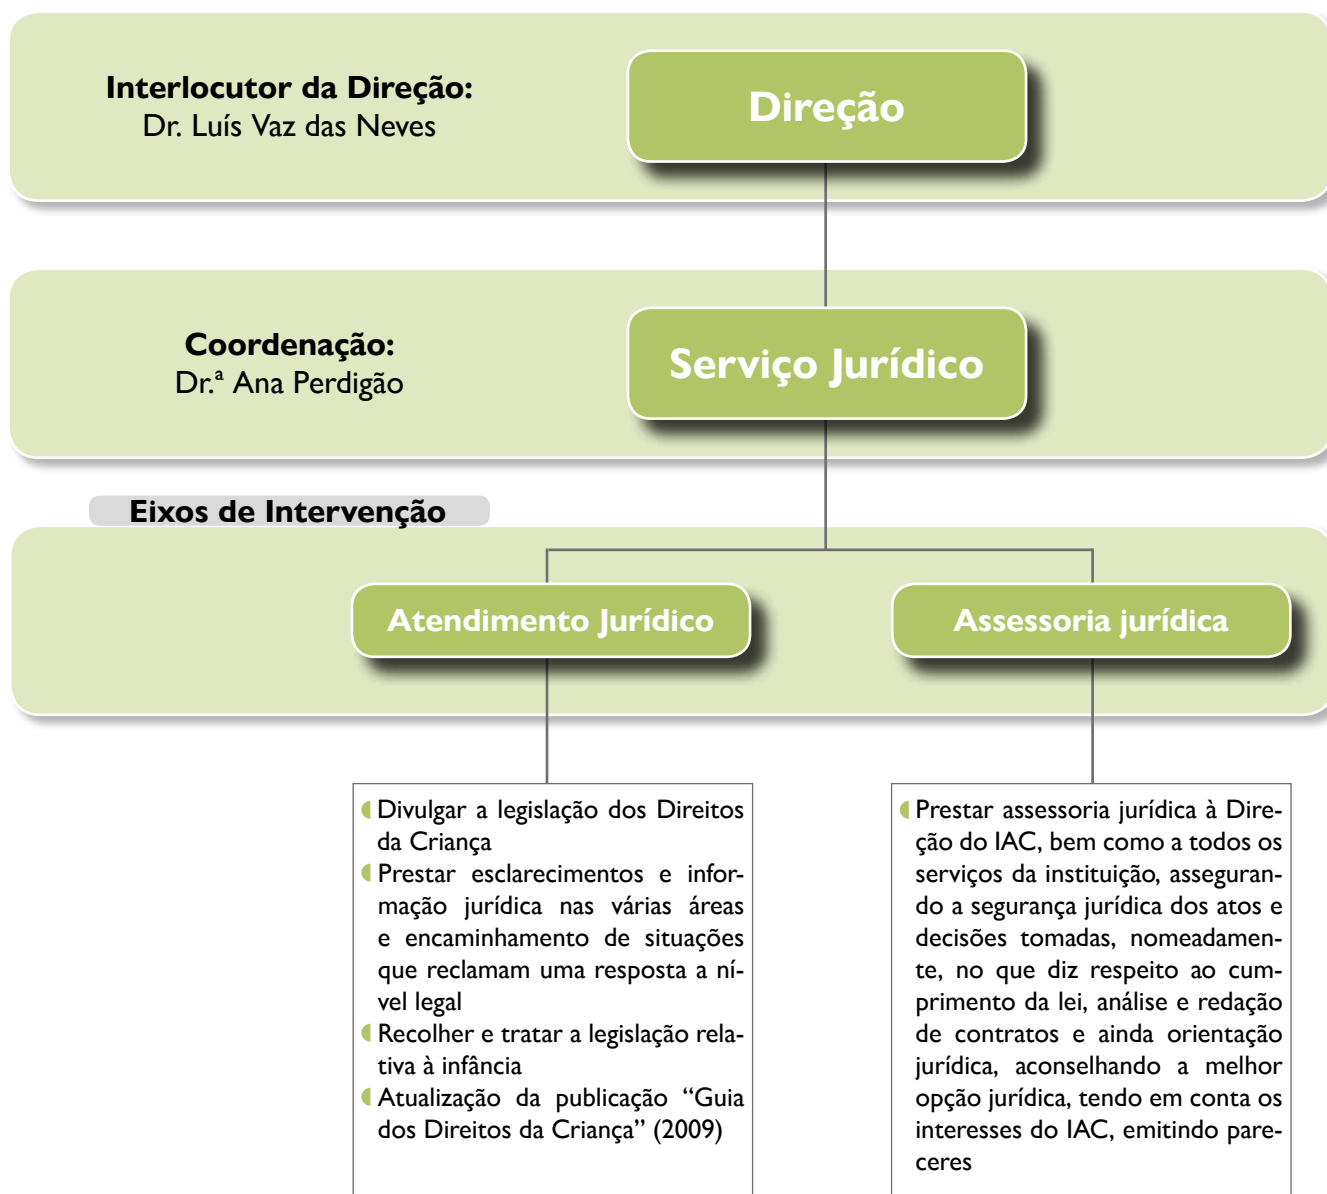 Interlocutor da Direção:
Dr. Luís Vaz das Neves
Direção
Coordenação:
Dr.ª Ana Perdigão
Serviço Jurídico
Eixos de Intervenção
Atendimento Jurídico
Assessoria jurídica
Divulgar a legislação dos Direitos
da Criança
Prestar esclarecimentos e infor-
mação jurídica nas várias áreas
e encaminhamento de situações
que reclamam uma resposta a ní-
vel legal
Recolher e tratar a legislação rela-
tiva à infância
Atualização da publicação “Guia
dos Direitos da Criança” (2009)
Prestar assessoria jurídica à Dire-
ção do IAC, bem como a todos os
serviços da instituição, asseguran-
do a segurança jurídica dos atos e
decisões tomadas, nomeadamen-
te, no que diz respeito ao cum-
primento da lei, análise e redação
de contratos e ainda orientação
jurídica, aconselhando a melhor
opção jurídica, tendo em conta os
interesses do IAC, emitindo pare-
ceres